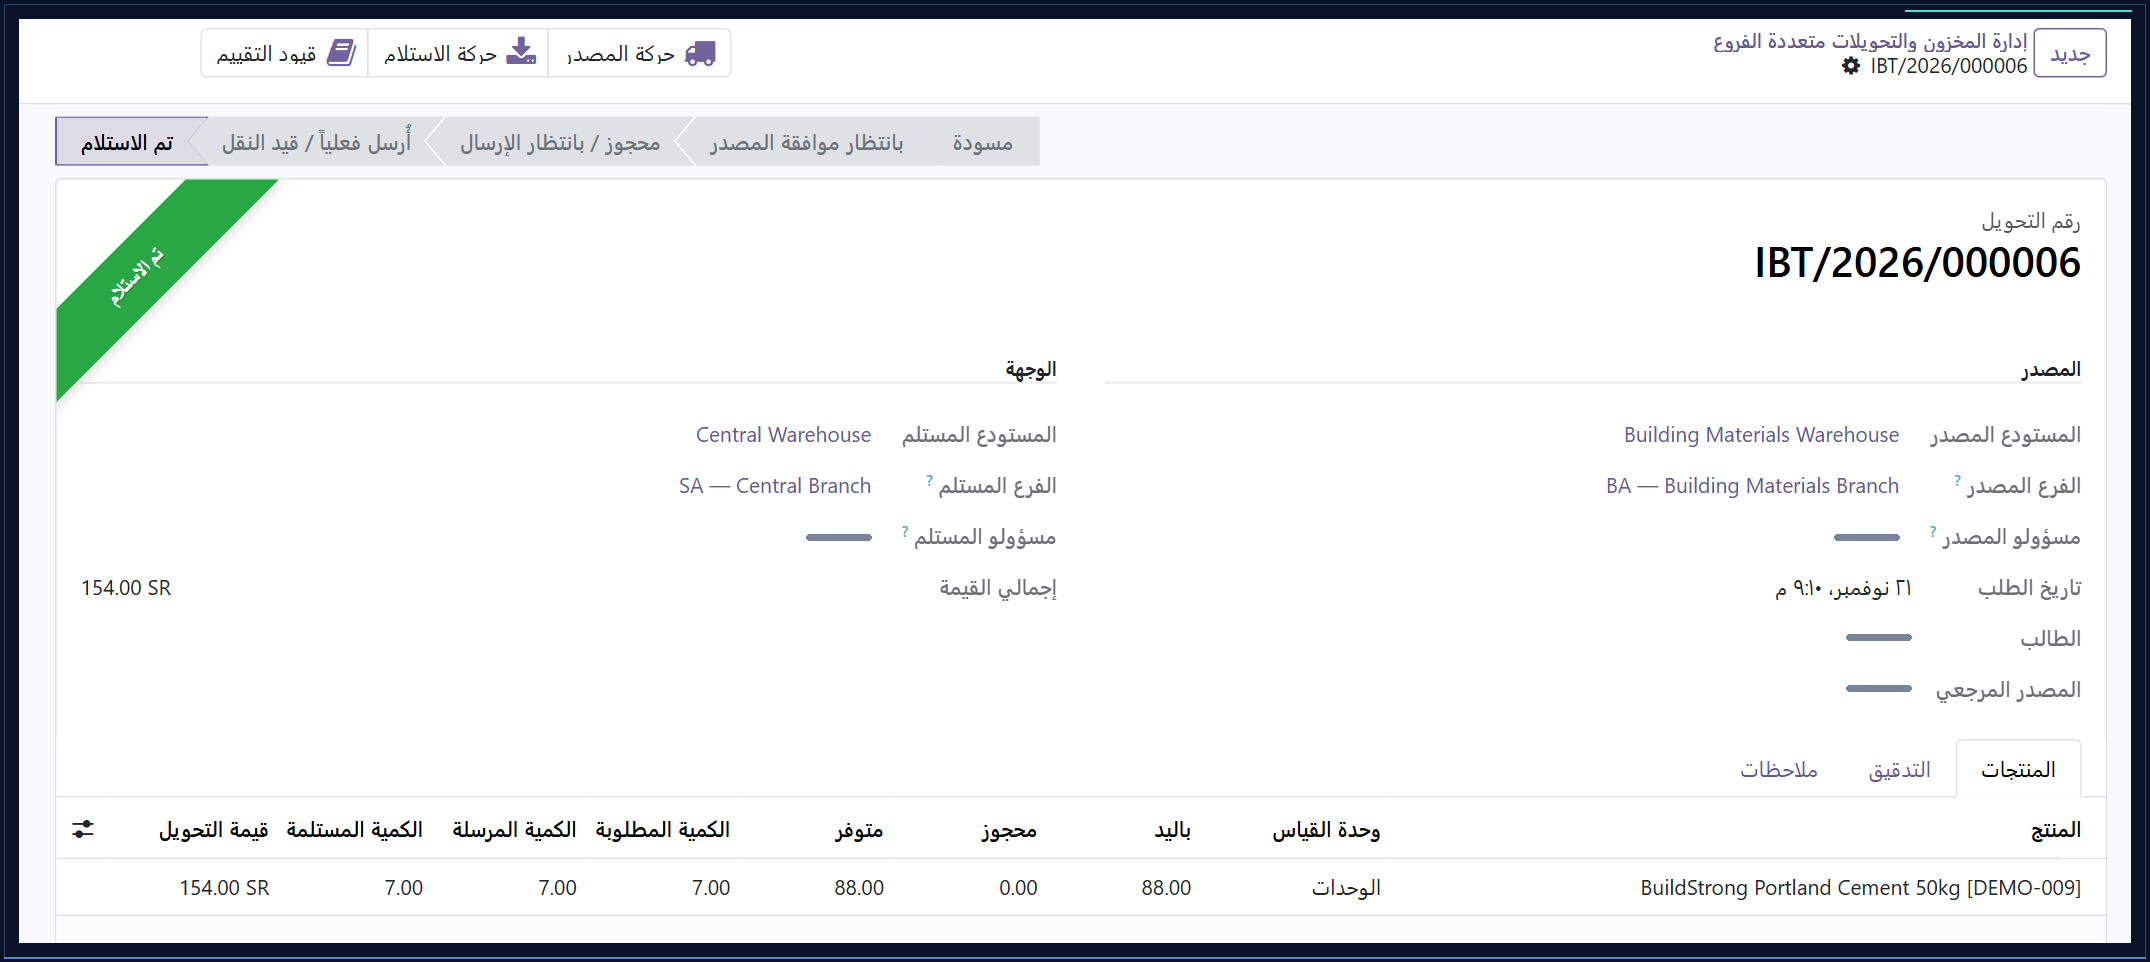 جديد
إدارة المخزون والتحويلات متعددة الفروع
IBT/2026/000006
حركة المصدر
حركة الاستلام
قيود التقييم
مسودة
بانتظار موافقة المصدر
محجوز / بانتظار الإرسال
أُرسل فعلياً / قيد النقل
تم الاستلام
تم الاستلام
رقم التحويل
IBT/2026/000006
المصدر
المستودع المصدر Building Materials Warehouse
الفرع المصدر ? BA — Building Materials Branch
مسؤولو المصدر ?
تاريخ الطلب ٢١ نوفمبر، ٩:١٠ م
الطالب
المصدر المرجعي
الوجهة
المستودع المستلم Central Warehouse
الفرع المستلم ? SA — Central Branch
مسؤولو المستلم ?
إجمالي القيمة 154.00 SR
المنتجات التدقيق ملاحظات
المنتج وحدة القياس باليد محجوز متوفر الكمية المطلوبة الكمية المرسلة الكمية المستلمة قيمة التحويل
[DEMO-009] BuildStrong Portland Cement 50kg الوحدات 88.00 0.00 88.00 7.00 7.00 7.00 154.00 SR